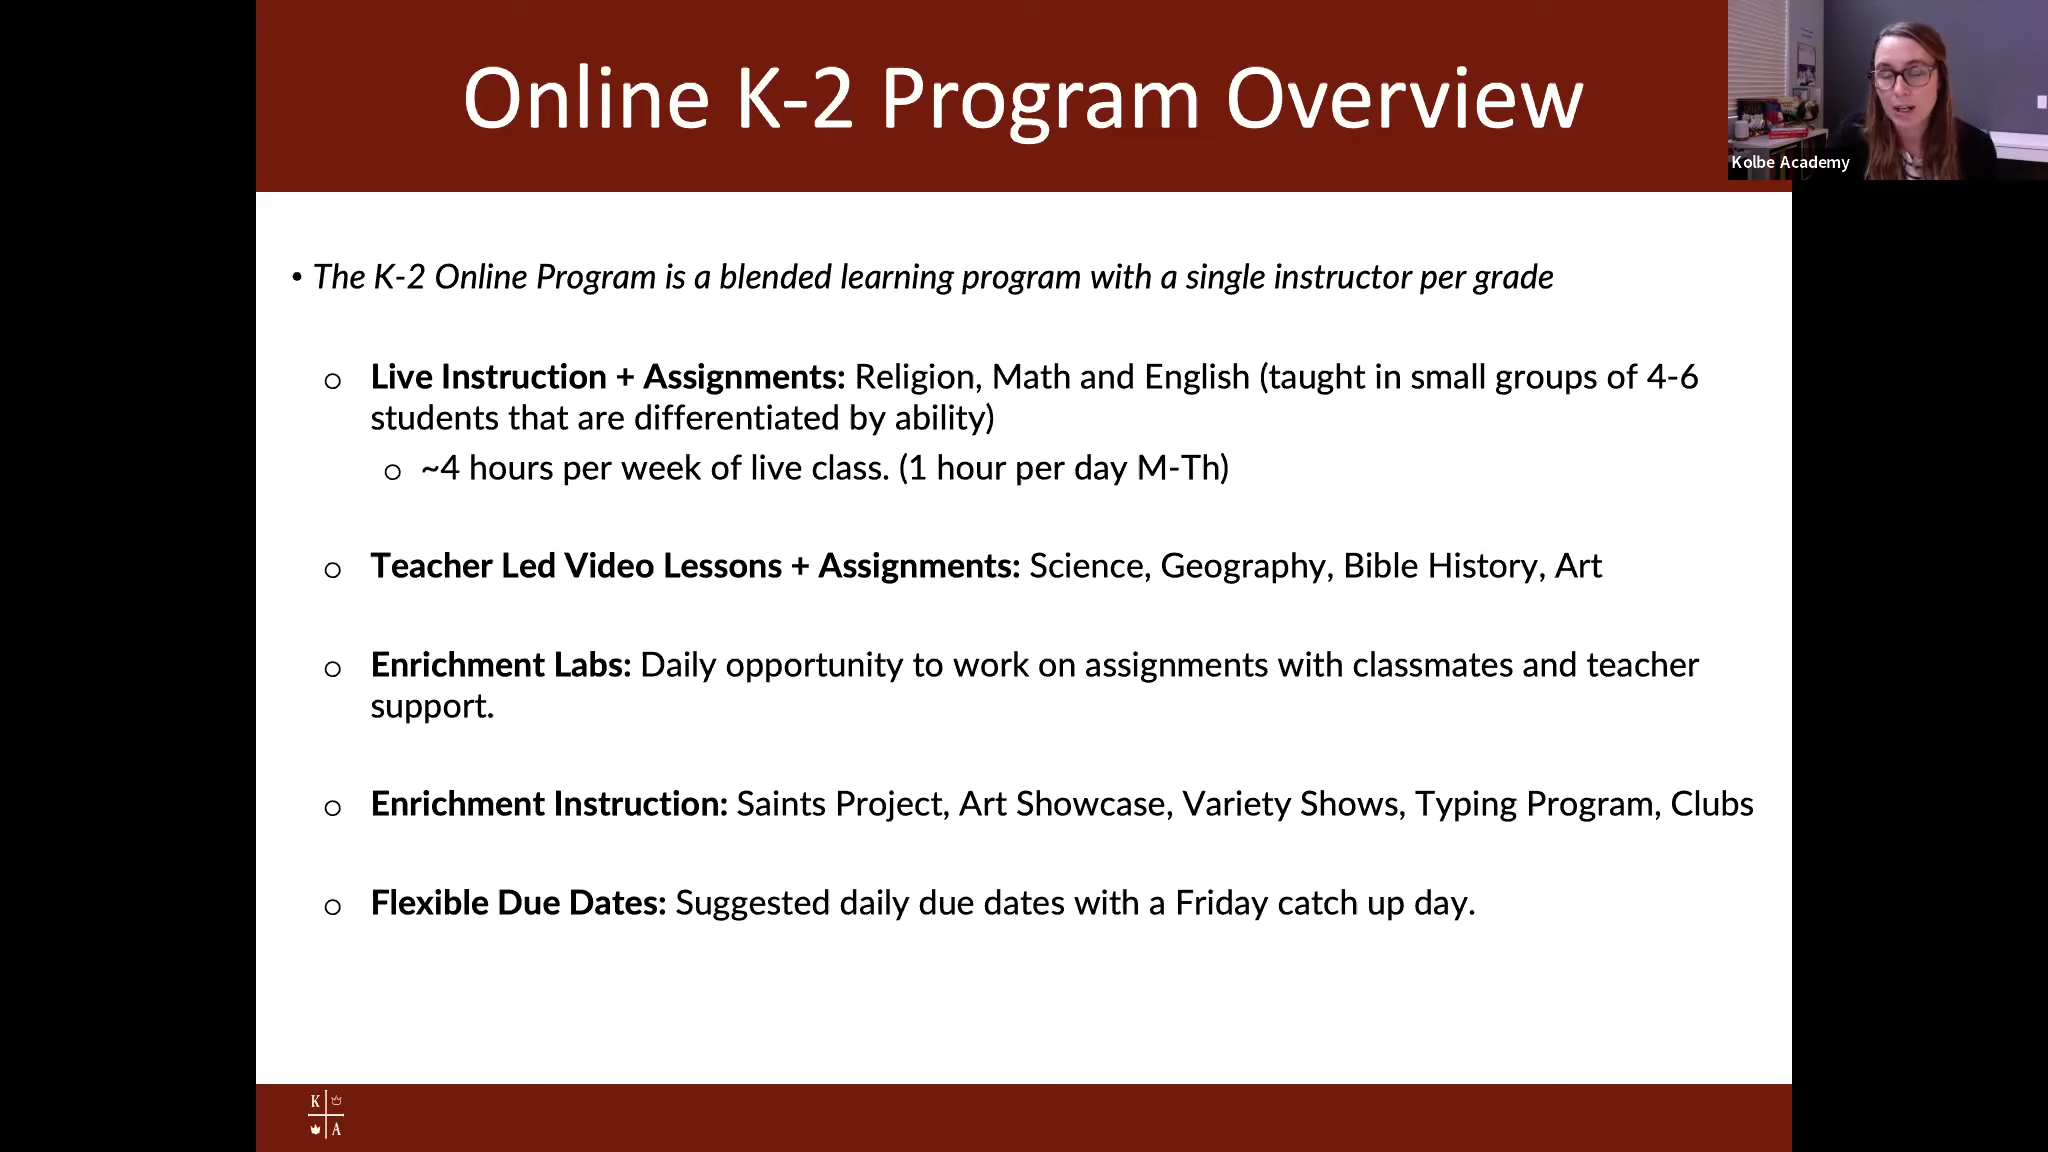 Online K-2 Program Overview
Kolbe Academy
• The K-2 Online Program is a blended learning program with a single instructor per grade
o Live Instruction + Assignments: Religion, Math and English (taught in small groups of 4-6
students that are differentiated by ability)
o ~4 hours per week of live class. (1 hour per day M-Th)
o Teacher Led Video Lessons + Assignments: Science, Geography, Bible History, Art
o Enrichment Labs: Daily opportunity to work on assignments with classmates and teacher
support.
o Enrichment Instruction: Saints Project, Art Showcase, Variety Shows, Typing Program, Clubs
o Flexible Due Dates: Suggested daily due dates with a Friday catch up day.
K
A